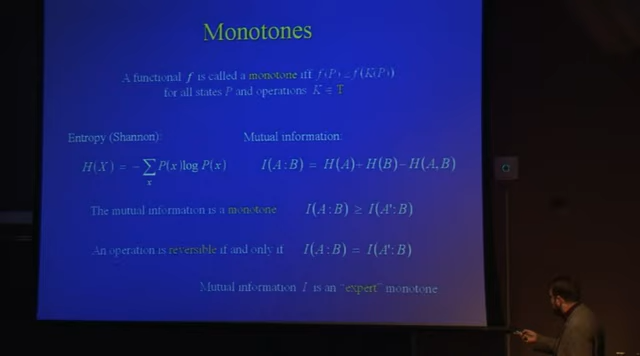 Monotones
A functional f is called a monotone iff f(P) ≥ f(K(P))
for all states P and operations K ∈ T
Entropy (Shannon): Mutual information:
H(X) = −∑ₓ P(x) log P(x) I(A:B) = H(A)+H(B)−H(A,B)
The mutual information is a monotone I(A:B) ≥ I(A':B)
An operation is reversible if and only if I(A:B) = I(A':B)
Mutual information I is an "expert" monotone